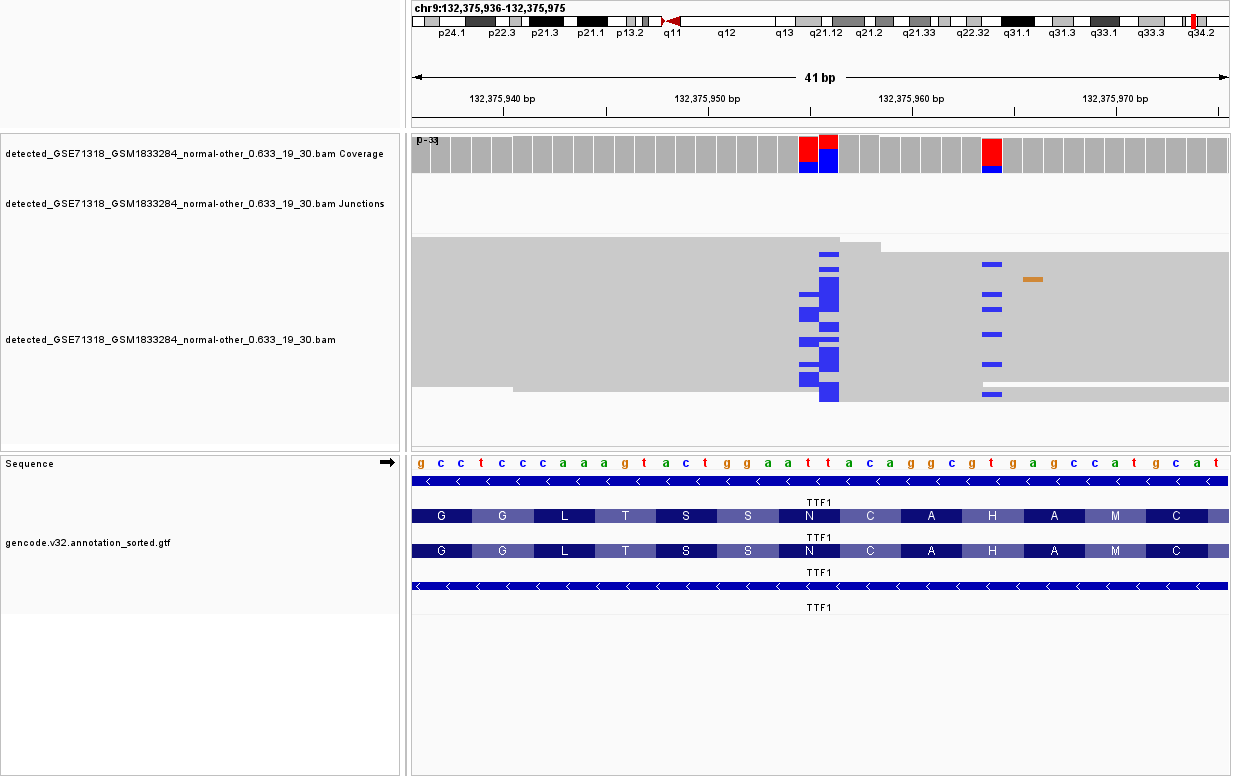 chr9:132,375,936-132,375,975
p24.1 p22.3 p21.3 p21.1 p13.2 q11 q12 q13 q21.12 q21.2 q21.33 q22.32 q31.1 q31.3 q33.1 q33.3 q34.2
41 bp
132,375,940 bp 132,375,950 bp 132,375,960 bp 132,375,970 bp
[0 - 33]
detected_GSE71318_GSM1833284_normal-other_0.633_19_30.bam Coverage
detected_GSE71318_GSM1833284_normal-other_0.633_19_30.bam Junctions
detected_GSE71318_GSM1833284_normal-other_0.633_19_30.bam
Sequence
g c c t c c c a a a g t a c t g g a a t t a c a g g c g t g a g c c a t g c a t
TTF1
G G L T S S N C A H A M C
TTF1
gencode.v32.annotation_sorted.gtf
G G L T S S N C A H A M C
TTF1
TTF1